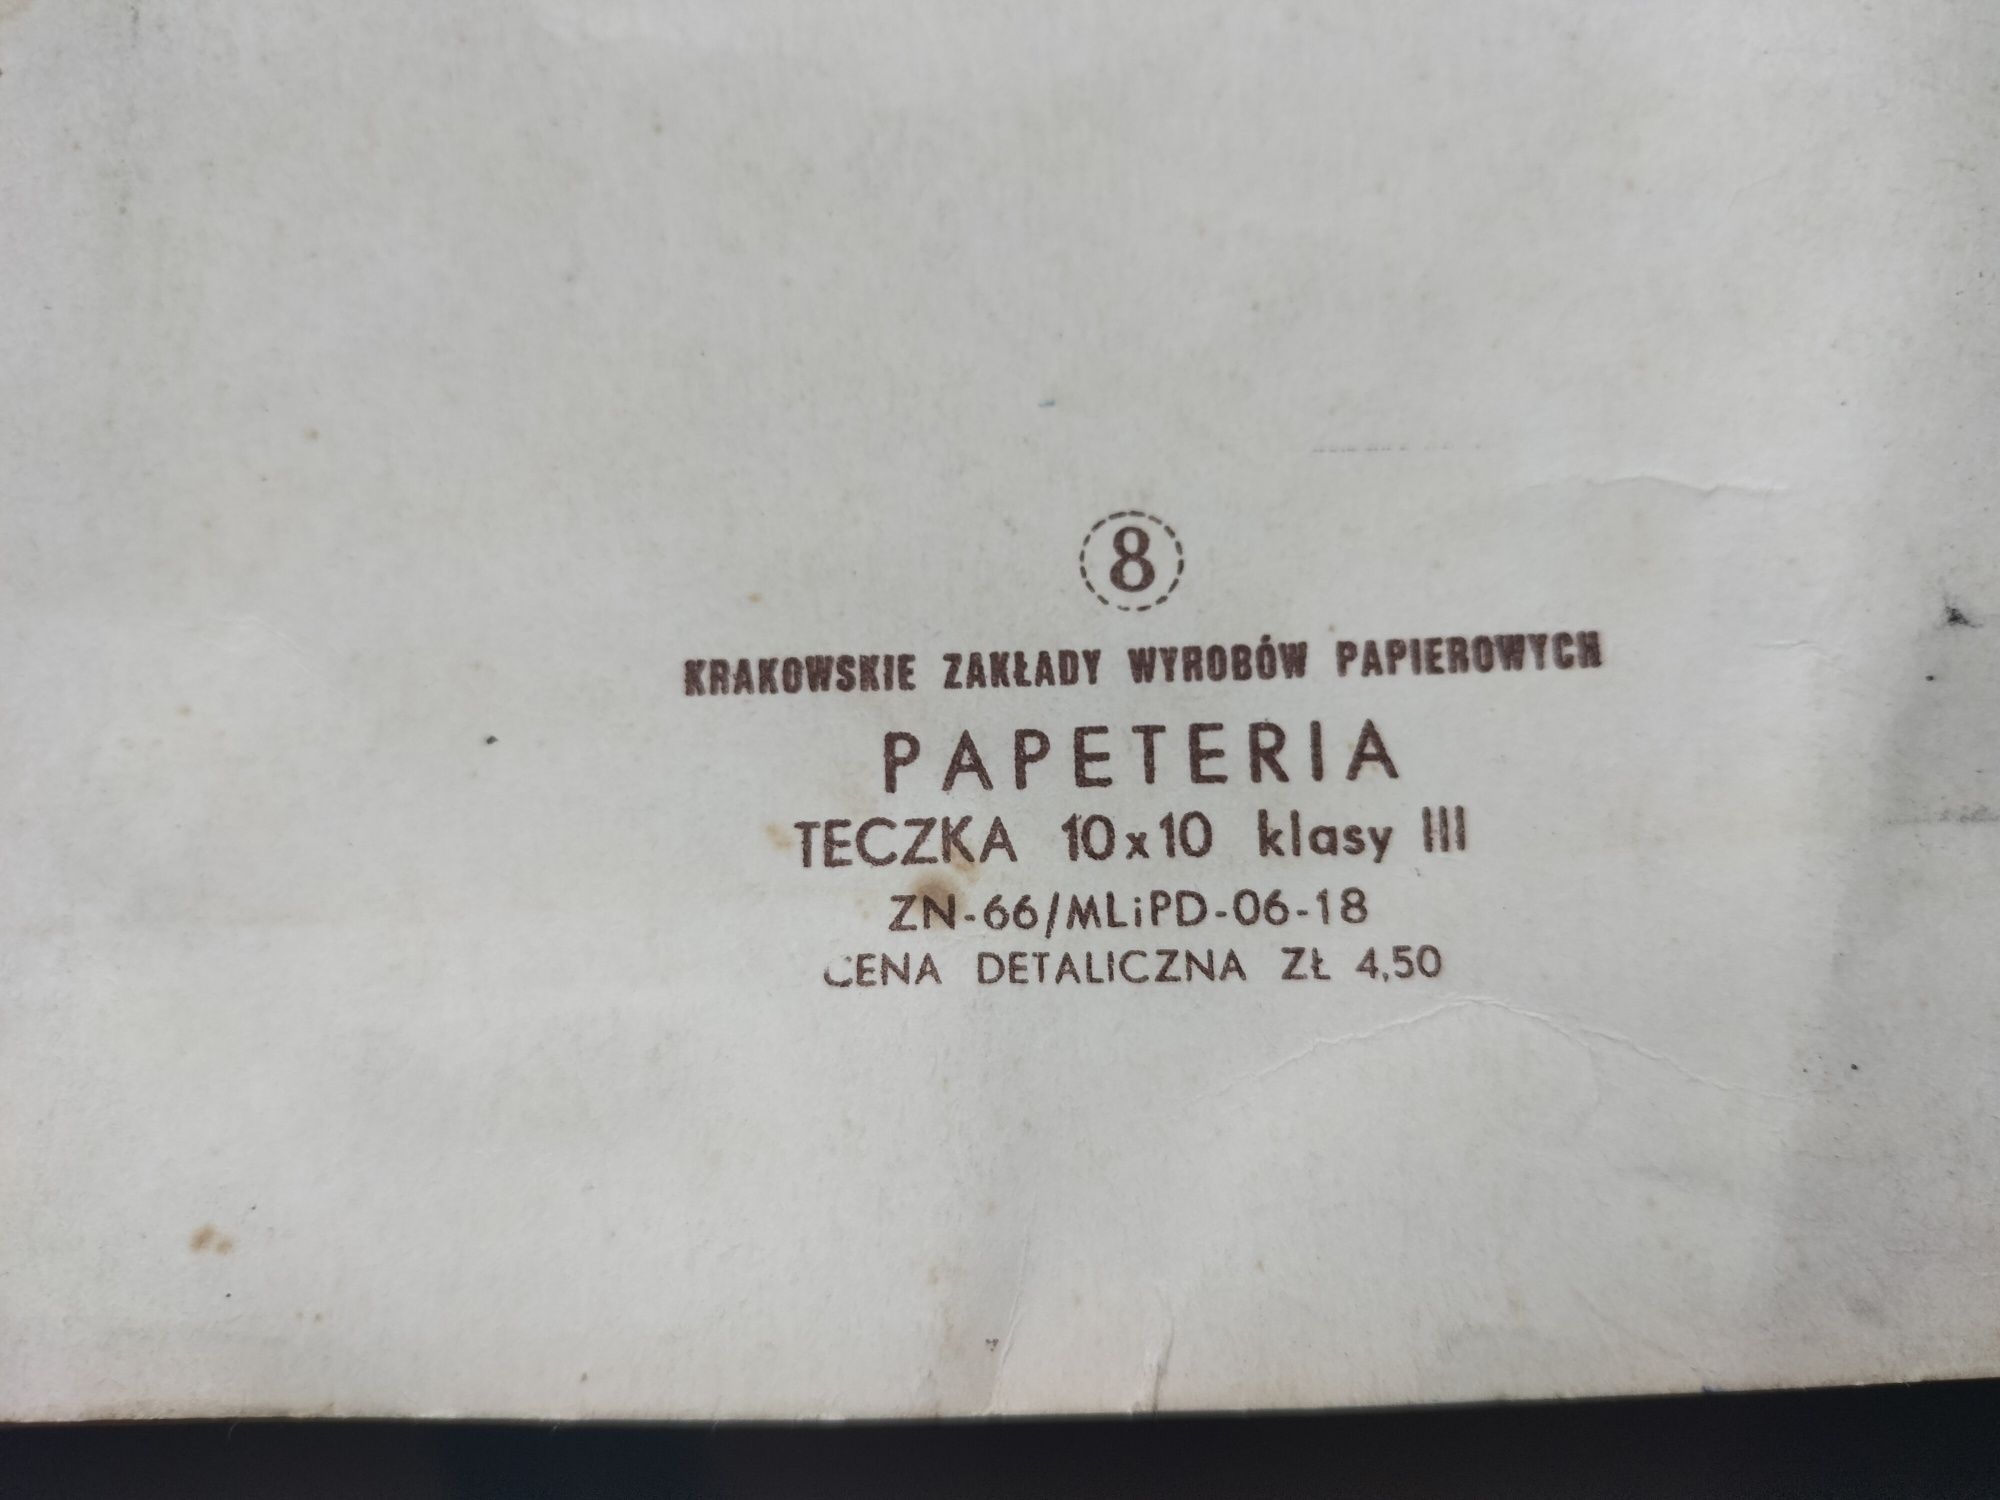 8
KRAKOWSKIE ZAKŁADY WYROBÓW PAPIEROWYCH
PAPETERIA
TECZKA 10x10 klasy III
ZN-66/MLiPD-06-18
CENA DETALICZNA ZŁ 4,50